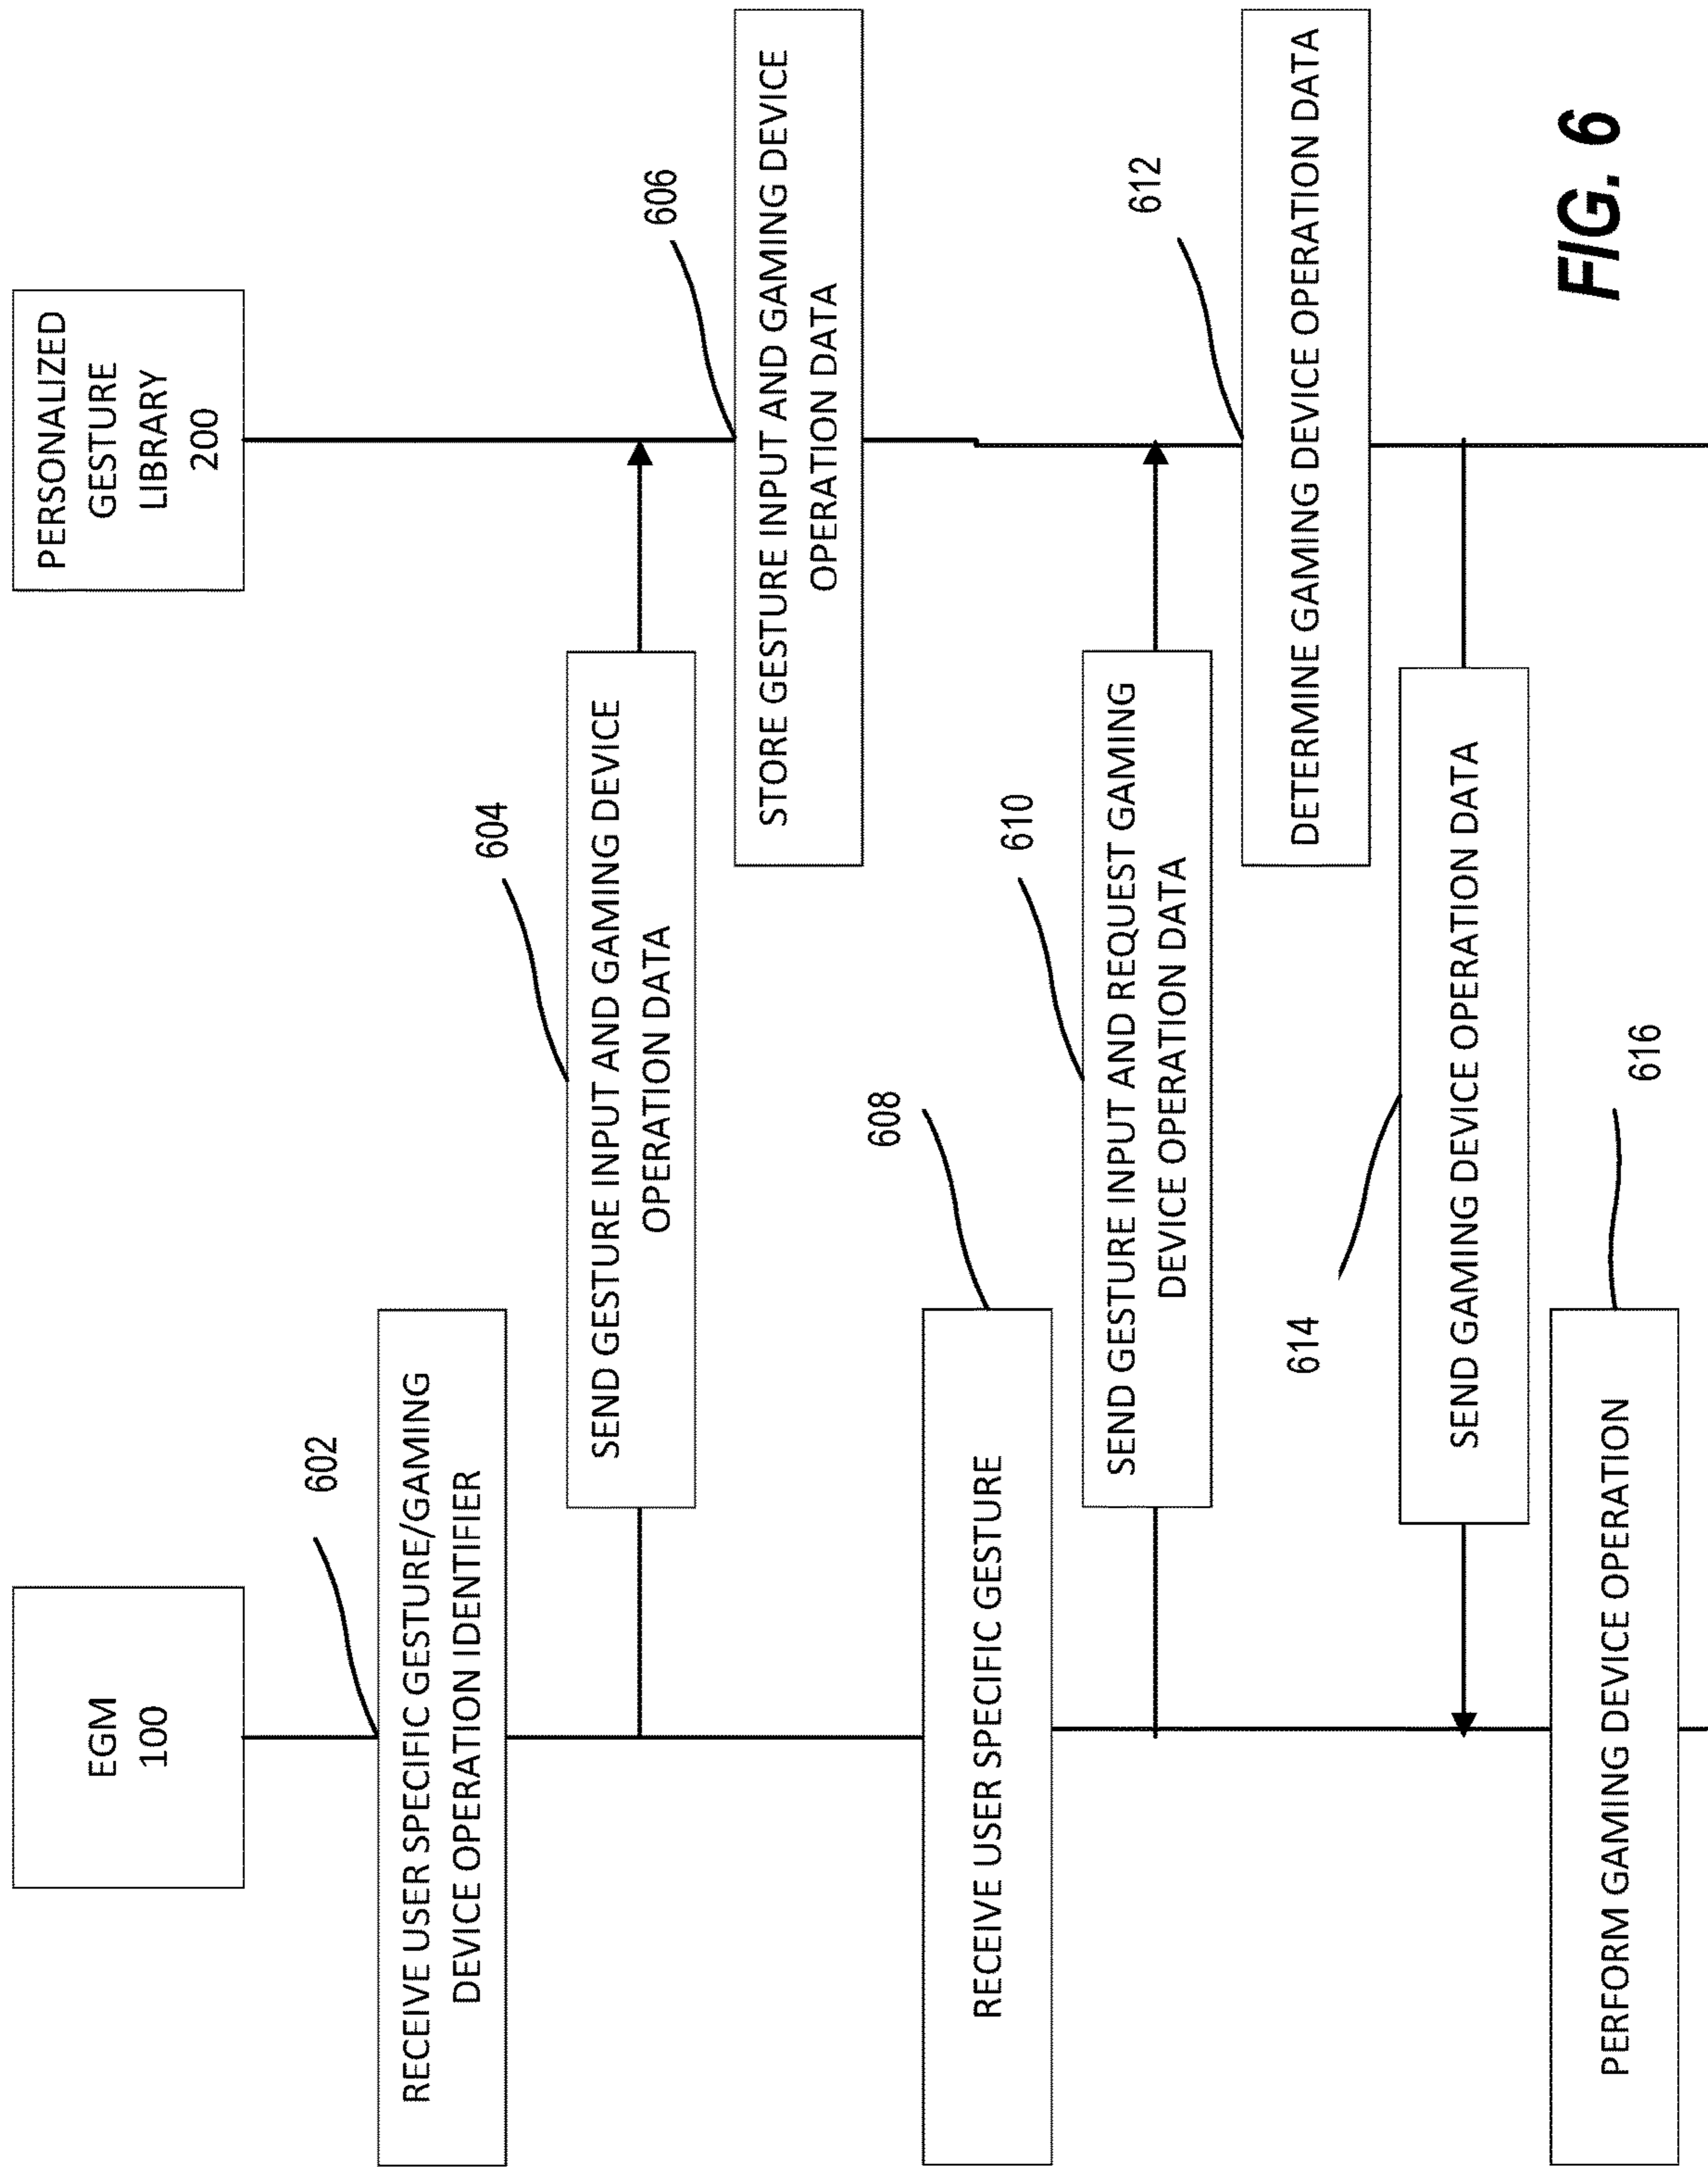 EGM
100
PERSONALIZED
GESTURE
LIBRARY
200
602
RECEIVE USER SPECIFIC GESTURE/GAMING
DEVICE OPERATION IDENTIFIER
604
SEND GESTURE INPUT AND GAMING DEVICE
OPERATION DATA
606
STORE GESTURE INPUT AND GAMING DEVICE
OPERATION DATA
608
RECEIVE USER SPECIFIC GESTURE
610
SEND GESTURE INPUT AND REQUEST GAMING
DEVICE OPERATION DATA
612
DETERMINE GAMING DEVICE OPERATION DATA
614
SEND GAMING DEVICE OPERATION DATA
616
PERFORM GAMING DEVICE OPERATION
FIG. 6